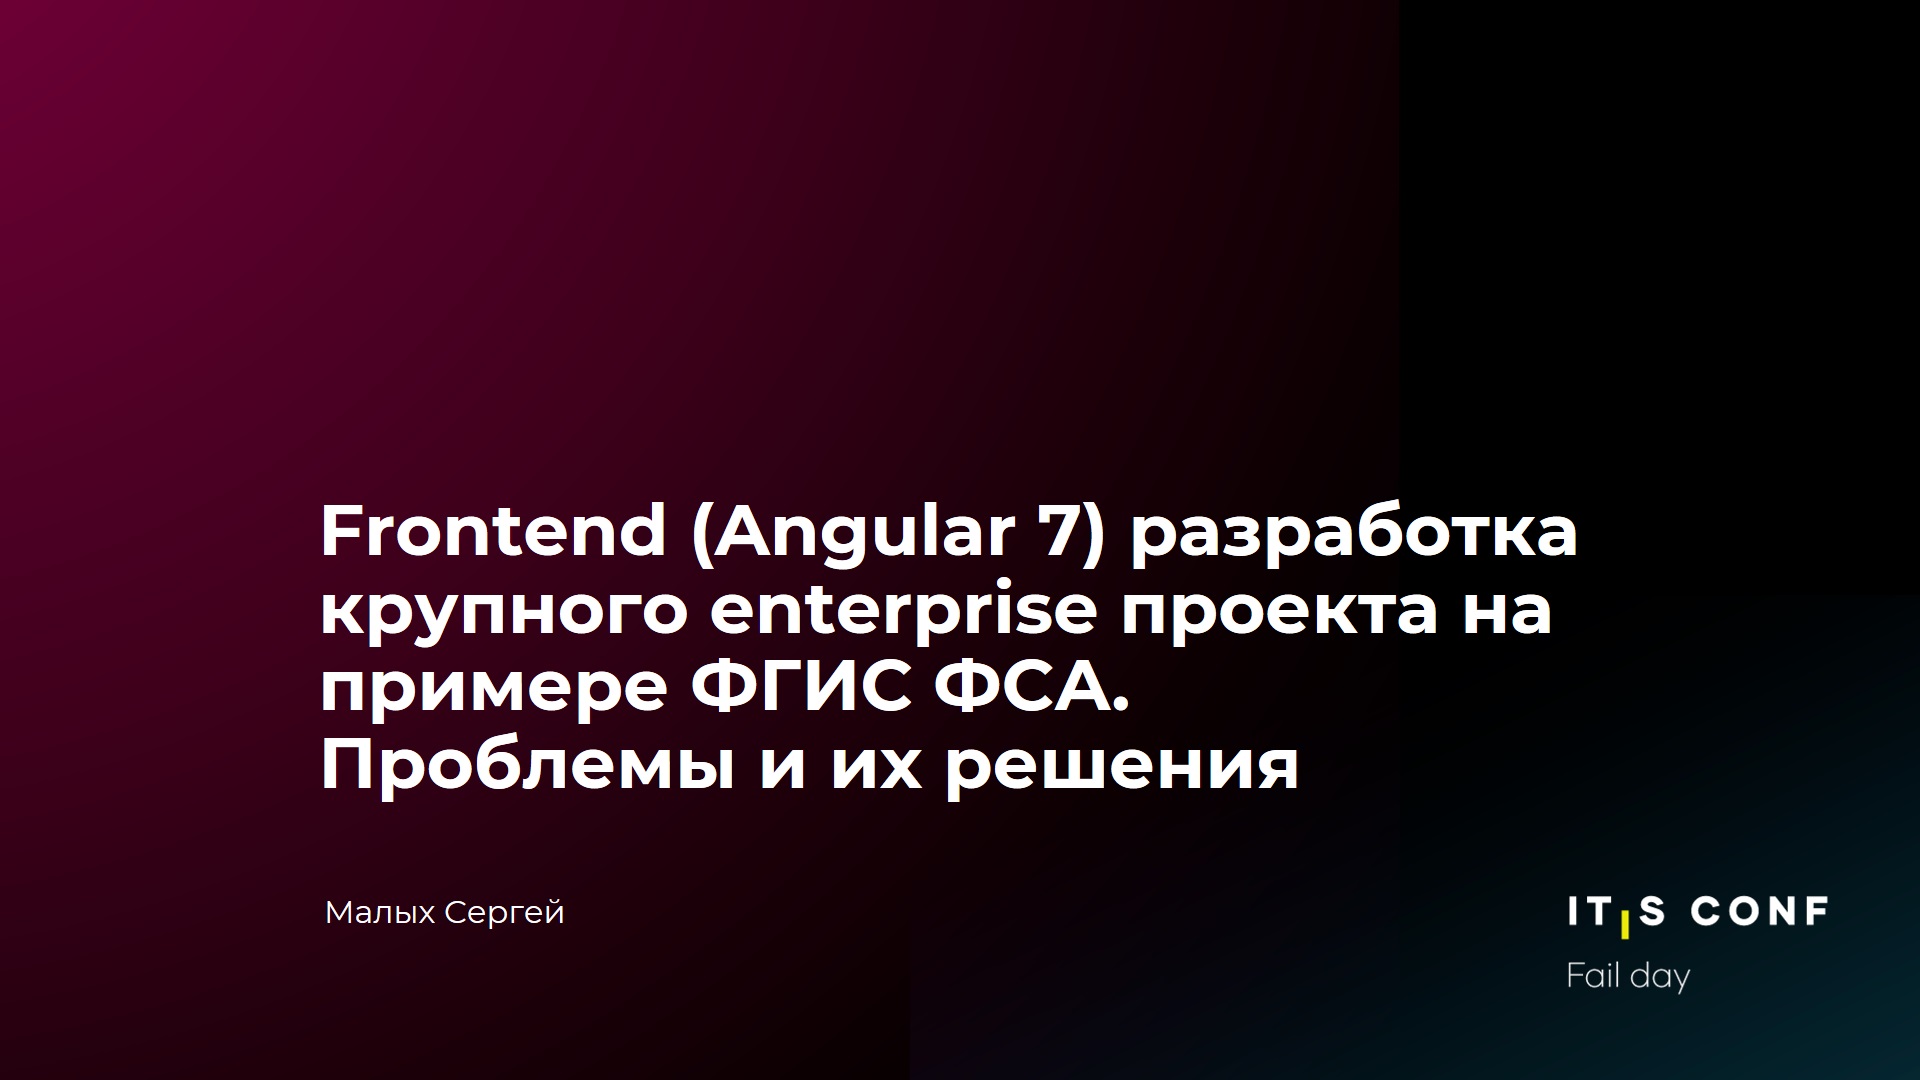 Frontend (Angular 7) разработка
крупного enterprise проекта на
примере ФГИС ФСА.
Проблемы и их решения
Малых Сергей
IT|S CONF
Fail day